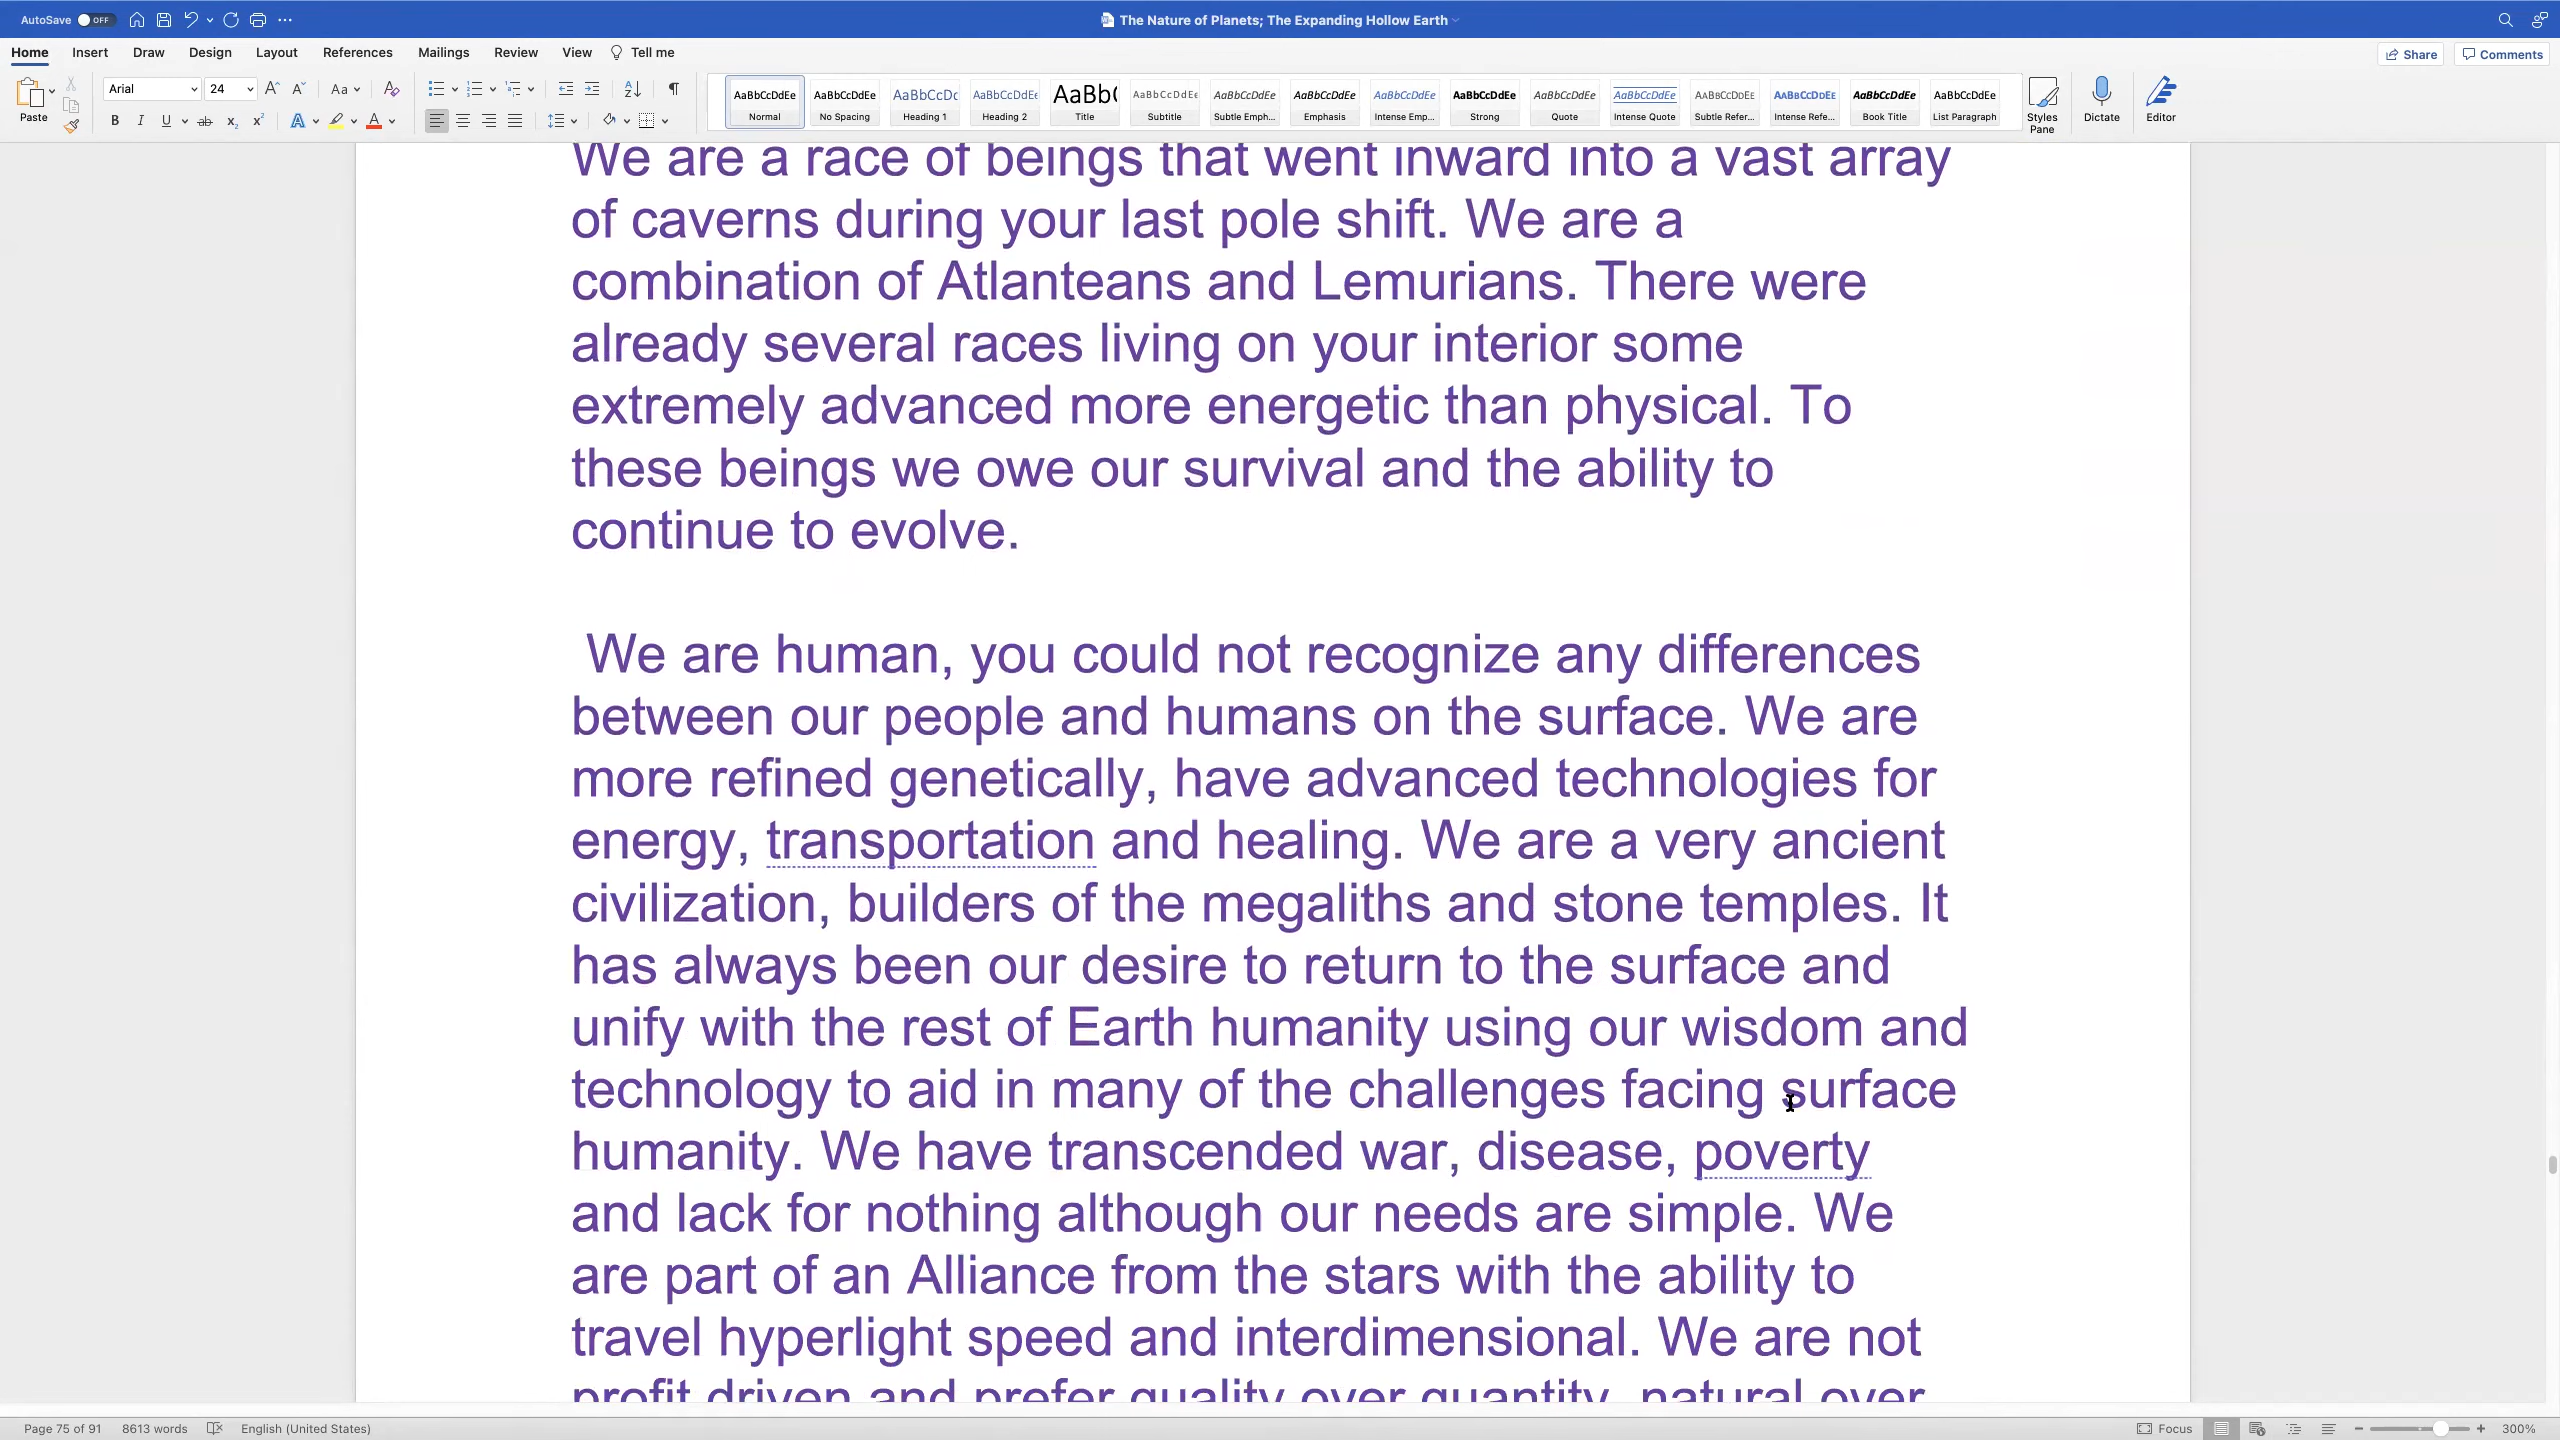 AutoSave OFF
The Nature of Planets; The Expanding Hollow Earth
Home Insert Draw Design Layout References Mailings Review View Tell me
Share Comments
Arial 24
Paste
AaBbCcDdEe AaBbCcDdEe AaBbCcDc AaBbCcDdEe AaBb( AaBbCcDdEe AaBbCcDdEe AaBbCcDdEe AaBbCcDdEe AaBbCcDdEe AaBbCcDdEe AaBbCcDdEe AaBbCcDdEe AaBbCcDdEe AaBbCcDdEe AaBbCcDdEe
Normal No Spacing Heading 1 Heading 2 Title Subtitle Subtle Emph... Emphasis Intense Emp... Strong Quote Intense Quote Subtle Refer... Intense Refe... Book Title List Paragraph
Styles Pane
Dictate
Editor
We are a race of beings that went inward into a vast array
of caverns during your last pole shift. We are a
combination of Atlanteans and Lemurians. There were
already several races living on your interior some
extremely advanced more energetic than physical. To
these beings we owe our survival and the ability to
continue to evolve.
We are human, you could not recognize any differences
between our people and humans on the surface. We are
more refined genetically, have advanced technologies for
energy, transportation and healing. We are a very ancient
civilization, builders of the megaliths and stone temples. It
has always been our desire to return to the surface and
unify with the rest of Earth humanity using our wisdom and
technology to aid in many of the challenges facing surface
humanity. We have transcended war, disease, poverty
and lack for nothing although our needs are simple. We
are part of an Alliance from the stars with the ability to
travel hyperlight speed and interdimensional. We are not
profit driven and prefer quality over quantity, natural over
Page 75 of 91 8613 words English (United States)
Focus 300%